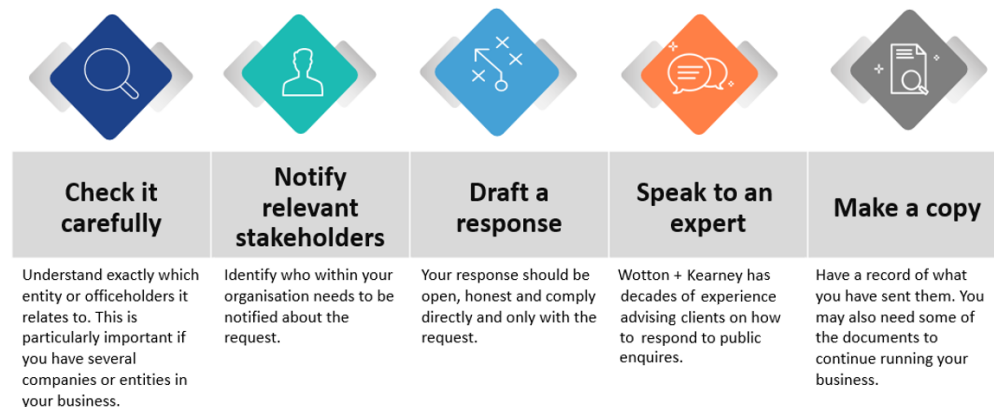 Check it
carefully
Notify
relevant
stakeholders
Draft a
response
Speak to an
expert
Make a copy
Understand exactly which
entity or officeholders it
relates to. This is
particularly important if
you have several
companies or entities in
your business.
Identify who within your
organisation needs to be
notified about the
request.
Your response should be
open, honest and comply
directly and only with the
request.
Wotton + Kearney has
decades of experience
advising clients on how
to respond to public
enquires.
Have a record of what
you have sent them. You
may also need some of
the documents to
continue running your
business.